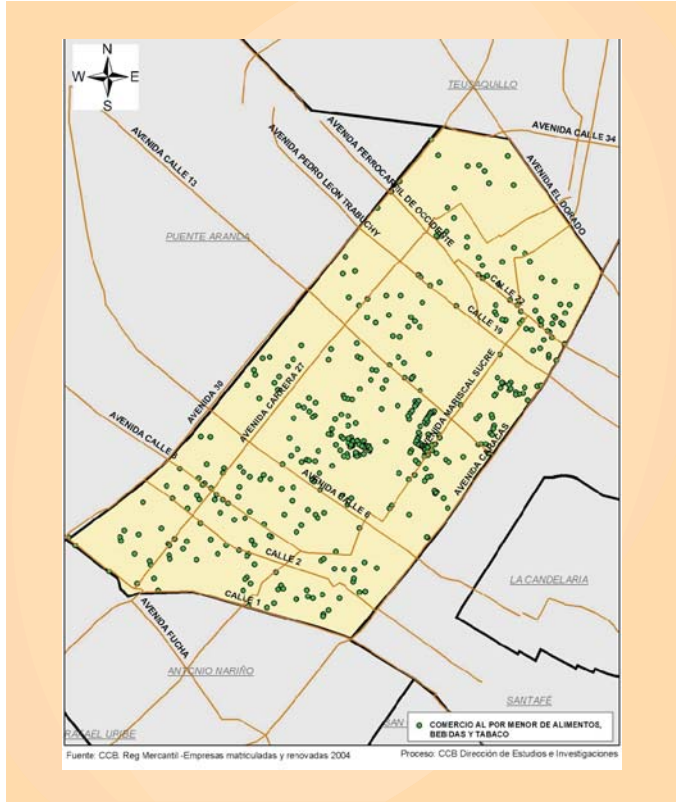 N
W E
S
TEUSAQUILLO
AVENIDA CALLE 34
AVENIDA FERROCARRIL DE OCCIDENTE
AVENIDA CALLE 13
AVENIDA PEDRO LEON TRABUCHY
AVENIDA EL DORADO
PUENTE ARANDA
CALLE 22
CALLE 19
AVENIDA MARISCAL SUCRE
AVENIDA CARRERA 27
AVENIDA 30
AVENIDA CALLE
AVENIDA CARACAS
AVENIDA CALLE 6
CALLE 2
LA CANDELARIA
CALLE 1
AVENIDA FUCHA
ANTONIO NARIÑO
SANTAFÉ
SAN
RAFAEL URIBE
COMERCIO AL POR MENOR DE ALIMENTOS,
BEBIDAS Y TABACO
Fuente: CCB. Reg Mercantil -Empresas matriculadas y renovadas 2004
Proceso: CCB Dirección de Estudios e Investigaciones